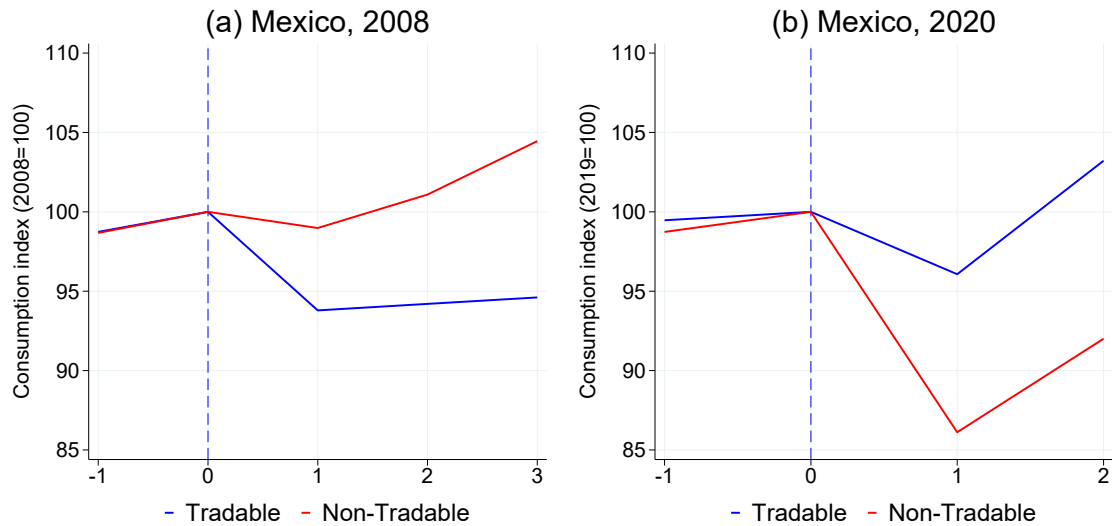 (a) Mexico, 2008
Consumption index (2008=100)
110
105
100
95
90
85
-1 0 1 2 3
Tradable Non-Tradable
(b) Mexico, 2020
Consumption index (2019=100)
110
105
100
95
90
85
-1 0 1 2
Tradable Non-Tradable